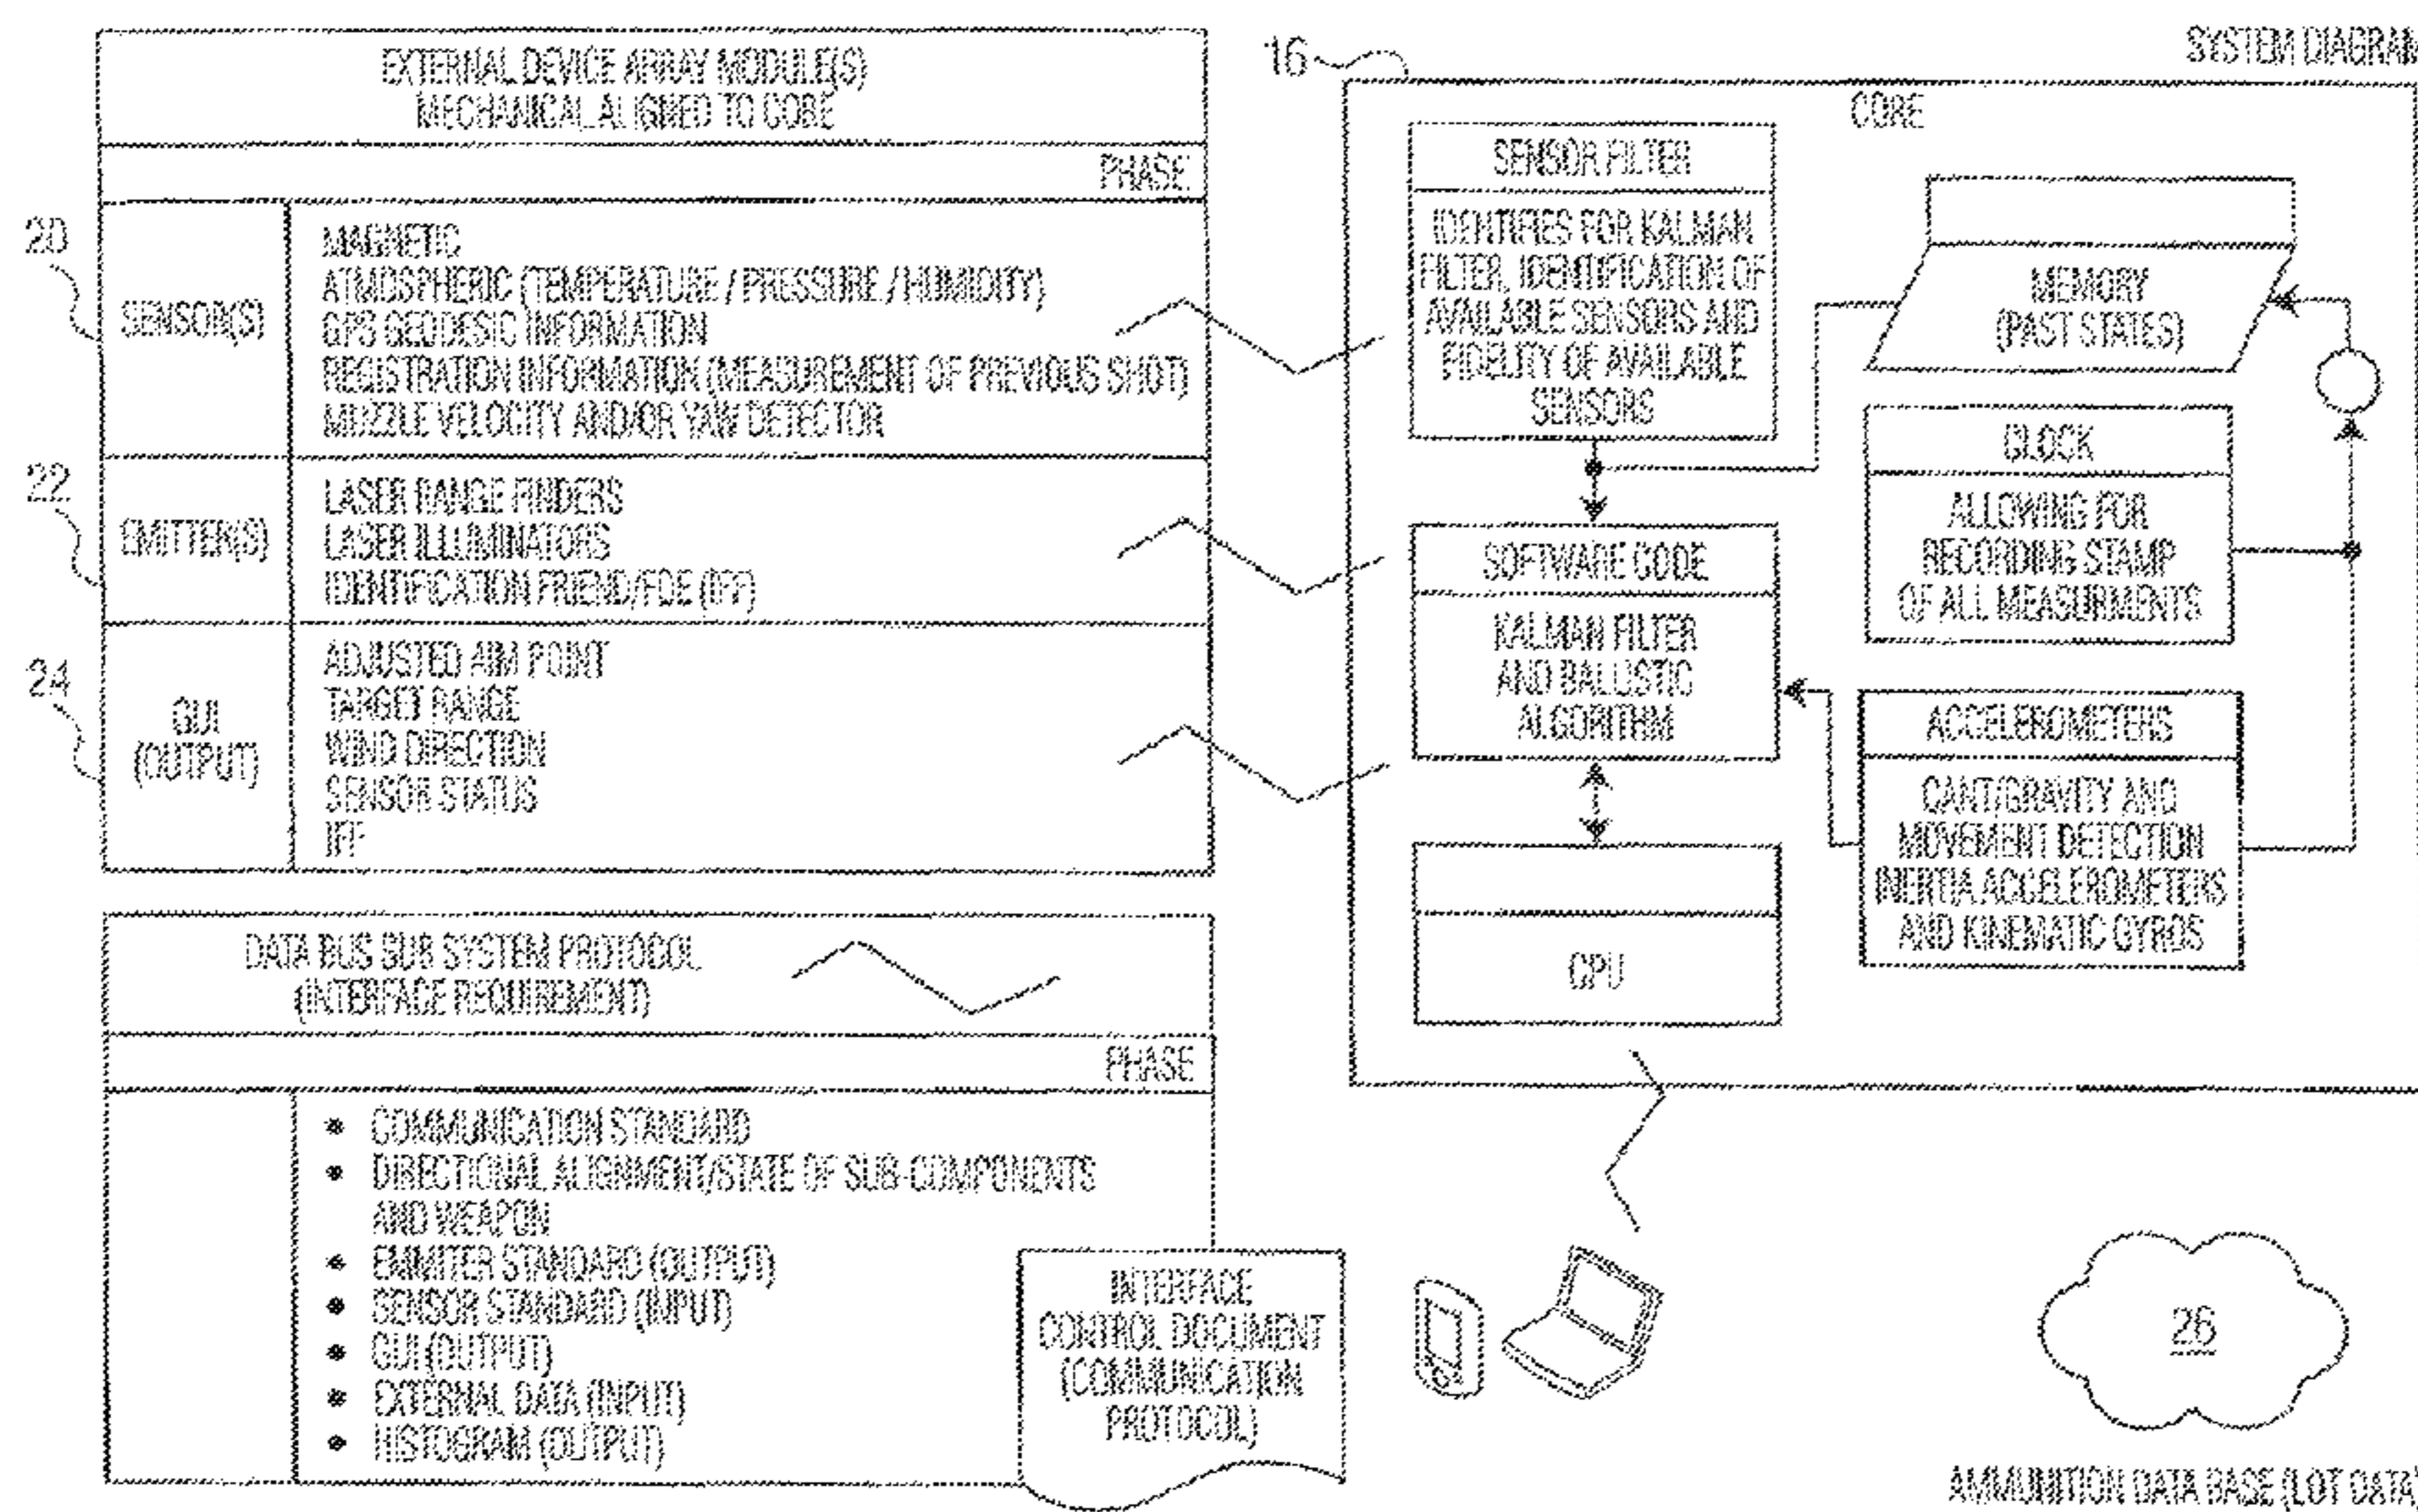 SYSTEM DIAGRAM
EXTERNAL DEVICE ARRAY MODULE(S)
MECHANICAL ALIGNED TO CORE
PHASE
20
SENSOR(S)
MAGNETIC
ATMOSPHERIC (TEMPERATURE / PRESSURE / HUMIDITY)
GPS GEODESIC INFORMATION
REGISTRATION INFORMATION (MEASUREMENT OF PREVIOUS SHOT)
MUZZLE VELOCITY AND/OR YAW DETECTOR
22
EMITTER(S)
LASER RANGE FINDERS
LASER ILLUMINATORS
IDENTIFICATION FRIEND/FOE (IFF)
24
GUI
(OUTPUT)
ADJUSTED AIM POINT
TARGET RANGE
WIND DIRECTION
SENSOR STATUS
IFF
DATA BUS SUB SYSTEM PROTOCOL
(INTERFACE REQUIREMENT)
PHASE
• COMMUNICATION STANDARD
• DIRECTIONAL ALIGNMENT/STATE OF SUB-COMPONENTS
AND WEAPON
• EMMITER STANDARD (OUTPUT)
• SENSOR STANDARD (INPUT)
• GUI (OUTPUT)
• EXTERNAL DATA (INPUT)
• HISTOGRAM (OUTPUT)
INTERFACE
CONTROL DOCUMENT
(COMMUNICATION
PROTOCOL)
16
CORE
SENSOR FILTER
IDENTIFIES FOR KALMAN
FILTER, IDENTIFICATION OF
AVAILABLE SENSORS AND
FIDELITY OF AVAILABLE
SENSORS
MEMORY
(PAST STATES)
CLOCK
ALLOWING FOR
RECORDING STAMP
OF ALL MEASURMENTS
SOFTWARE CODE
KALMAN FILTER
AND BALLISTIC
ALGORITHM
ACCELEROMETERS
CANT/GRAVITY AND
MOVEMENT DETECTION
INERTIA ACCELEROMETERS
AND KINEMATIC GYROS
CPU
26
AMMUNITION DATA BASE (LOT DATA)